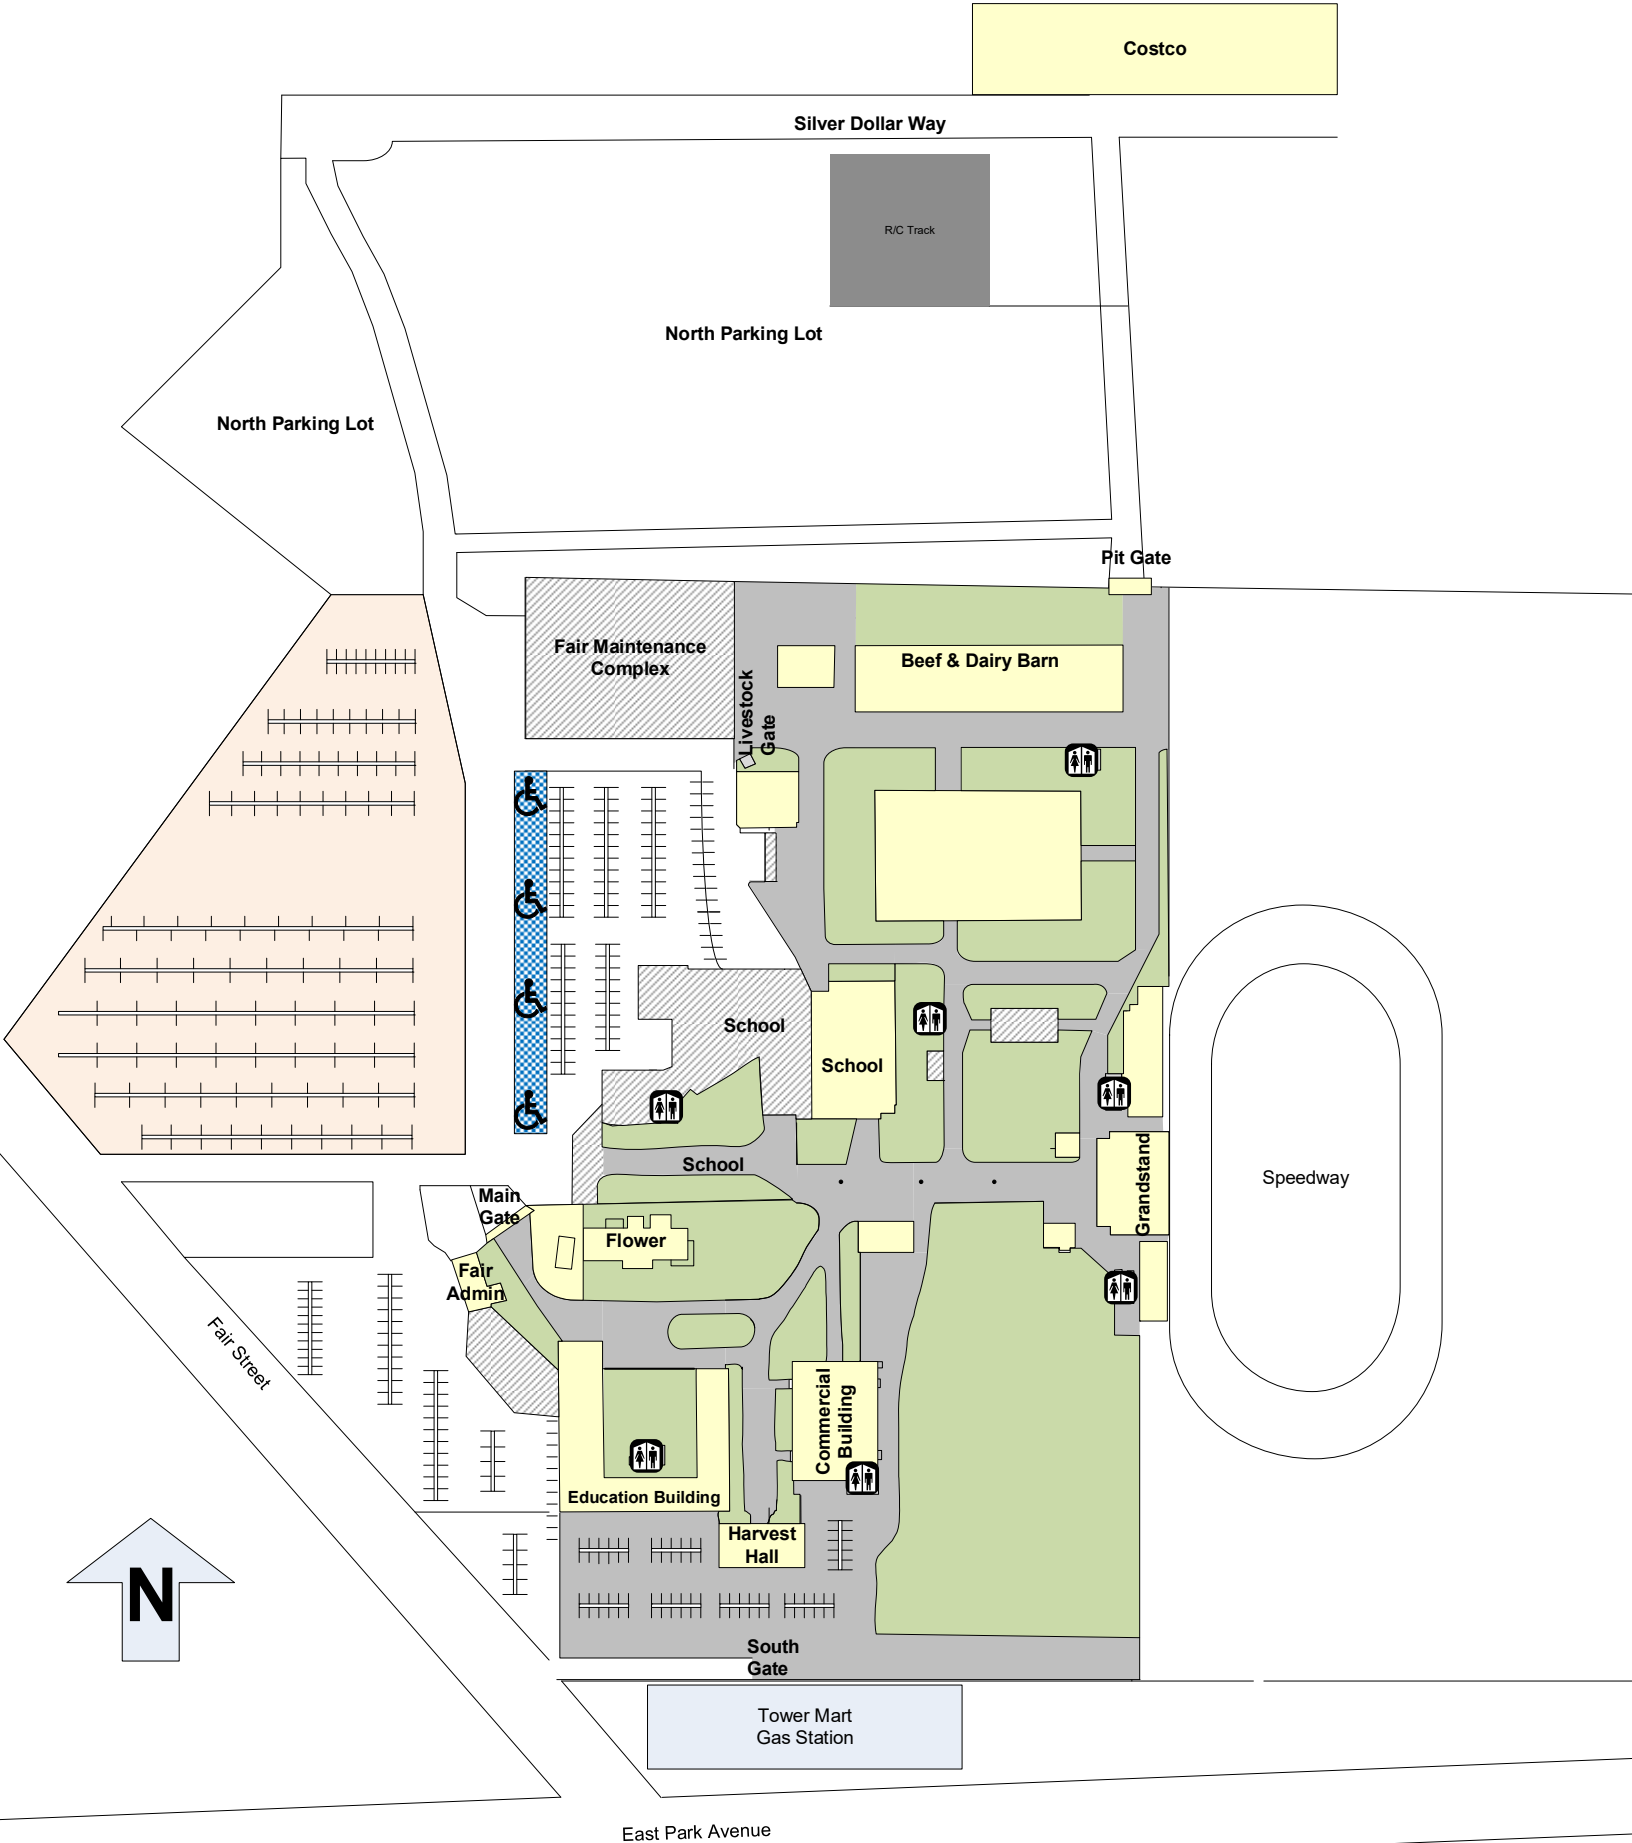 Costco
Silver Dollar Way
R/C Track
North Parking Lot
North Parking Lot
Pit Gate
Fair Maintenance
Complex
Beef & Dairy Barn
Livestock
Gate
School
School
School
Grandstand
Speedway
Main
Gate
Flower
Fair
Admin
Fair Street
Commercial
Building
Education Building
Harvest
Hall
N
South
Gate
Tower Mart
Gas Station
East Park Avenue